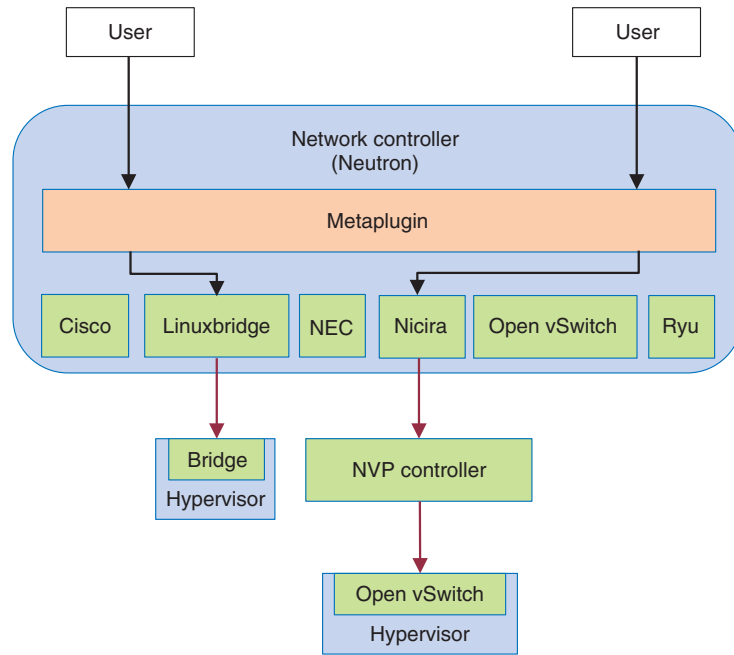 User
User
Network controller
(Neutron)
Metaplugin
Cisco
Linuxbridge
NEC
Nicira
Open vSwitch
Ryu
Bridge
Hypervisor
NVP controller
Open vSwitch
Hypervisor